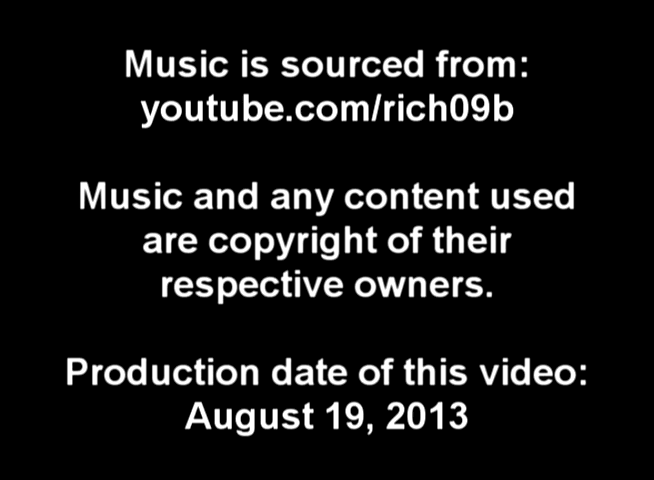 Music is sourced from:
youtube.com/rich09b
Music and any content used
are copyright of their
respective owners.
Production date of this video:
August 19, 2013